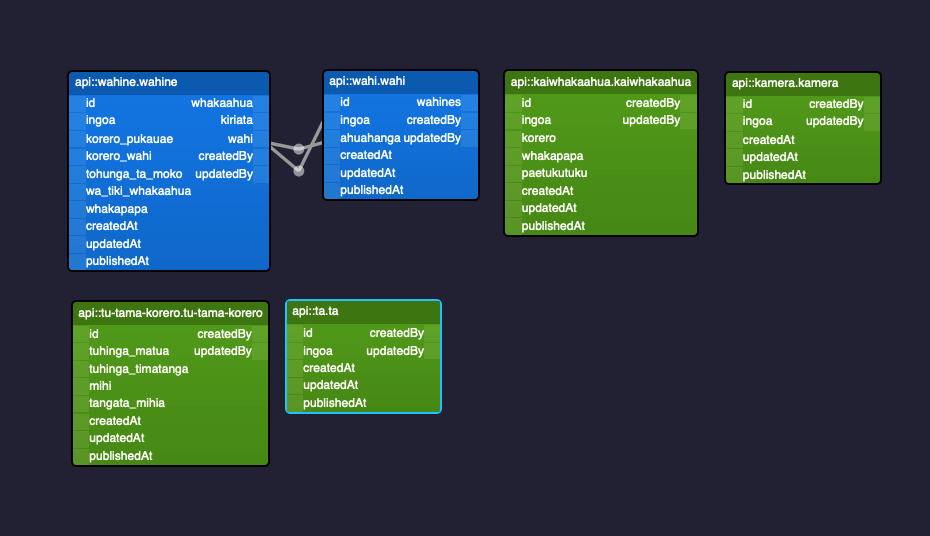 api::wahine.wahine
id whakaahua
ingoa kiriata
korero_pukauae wahi
korero_wahi createdBy
tohunga_ta_moko updatedBy
wa_tiki_whakaahua
whakapapa
createdAt
updatedAt
publishedAt
api::wahi.wahi
id wahines
ingoa createdBy
ahuahanga updatedBy
createdAt
updatedAt
publishedAt
api::kaiwhakaahua.kaiwhakaahua
id createdBy
ingoa updatedBy
korero
whakapapa
paetukutuku
createdAt
updatedAt
publishedAt
api::kamera.kamera
id createdBy
ingoa updatedBy
createdAt
updatedAt
publishedAt
api::tu-tama-korero.tu-tama-korero
id createdBy
tuhinga_matua updatedBy
tuhinga_timatanga
mihi
tangata_mihia
createdAt
updatedAt
publishedAt
api::ta.ta
id createdBy
ingoa updatedBy
createdAt
updatedAt
publishedAt